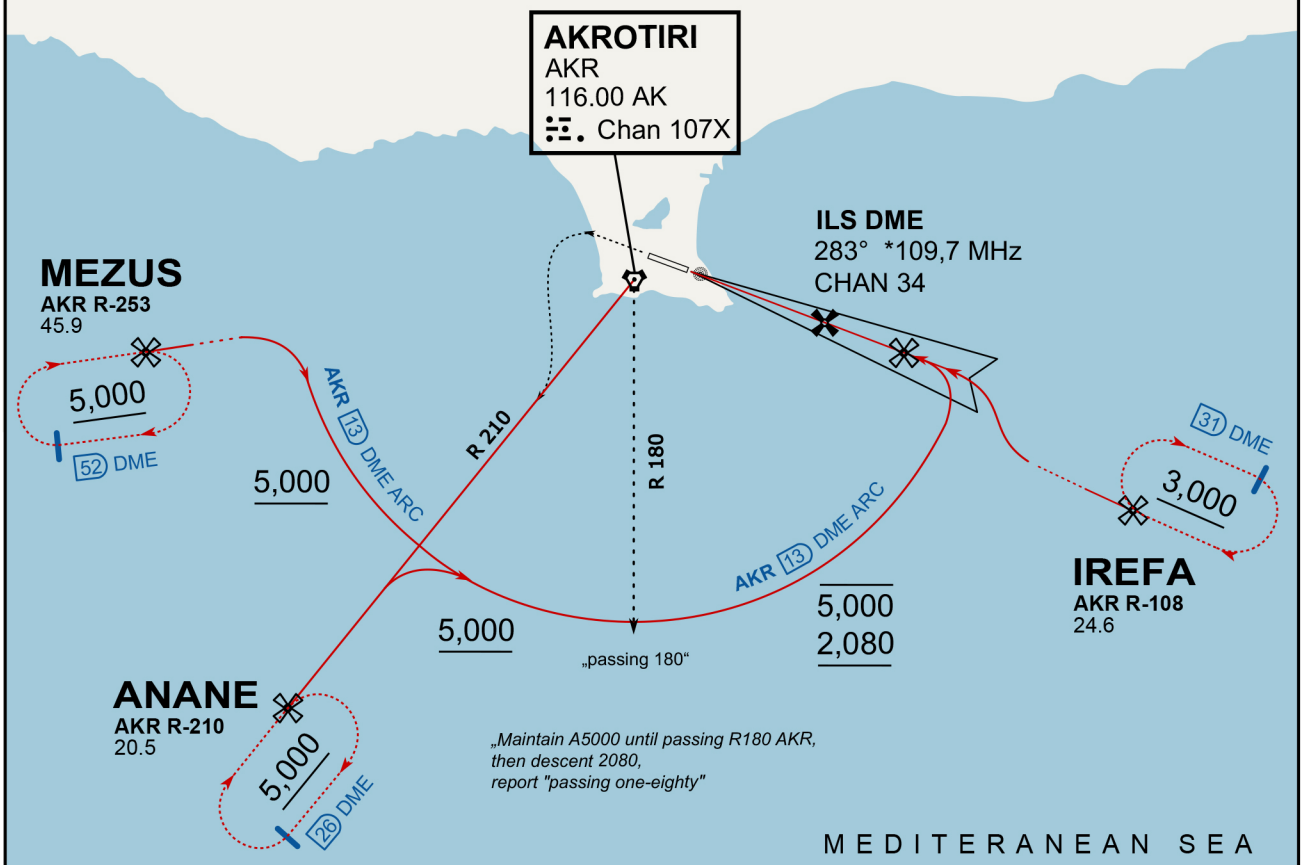 AKROTIRI
AKR
116.00 AK
Chan 107X
ILS DME
283° *109,7 MHz
CHAN 34
MEZUS
AKR R-253
45.9
5,000
52 DME
AKR 13 DME ARC
5,000
R 210
R 180
31 DME
3,000
IREFA
AKR R-108
24.6
AKR 13 DME ARC
5,000
2,080
5,000
„passing 180“
ANANE
AKR R-210
20.5
5,000
26 DME
„Maintain A5000 until passing R180 AKR,
then descent 2080,
report "passing one-eighty"
MEDITERANEAN SEA